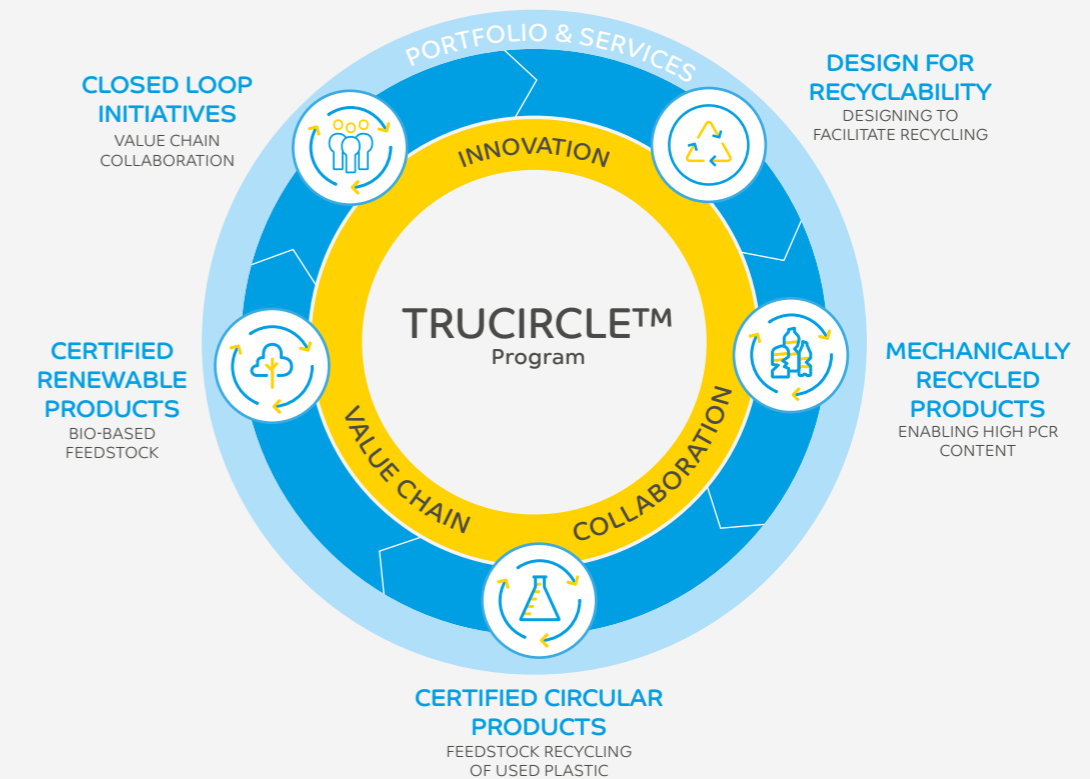 PORTFOLIO & SERVICES
CLOSED LOOP
INITIATIVES
VALUE CHAIN
COLLABORATION
DESIGN FOR
RECYCLABILITY
DESIGNING TO
FACILITATE RECYCLING
INNOVATION
TRUCIRCLE™
Program
CERTIFIED
RENEWABLE
PRODUCTS
BIO-BASED
FEEDSTOCK
MECHANICALLY
RECYCLED
PRODUCTS
ENABLING HIGH PCR
CONTENT
VALUE CHAIN
COLLABORATION
CERTIFIED CIRCULAR
PRODUCTS
FEEDSTOCK RECYCLING
OF USED PLASTIC